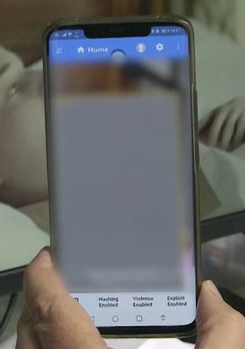 Home
Hashing Enabled
Violence Enabled
Explicit Enabled